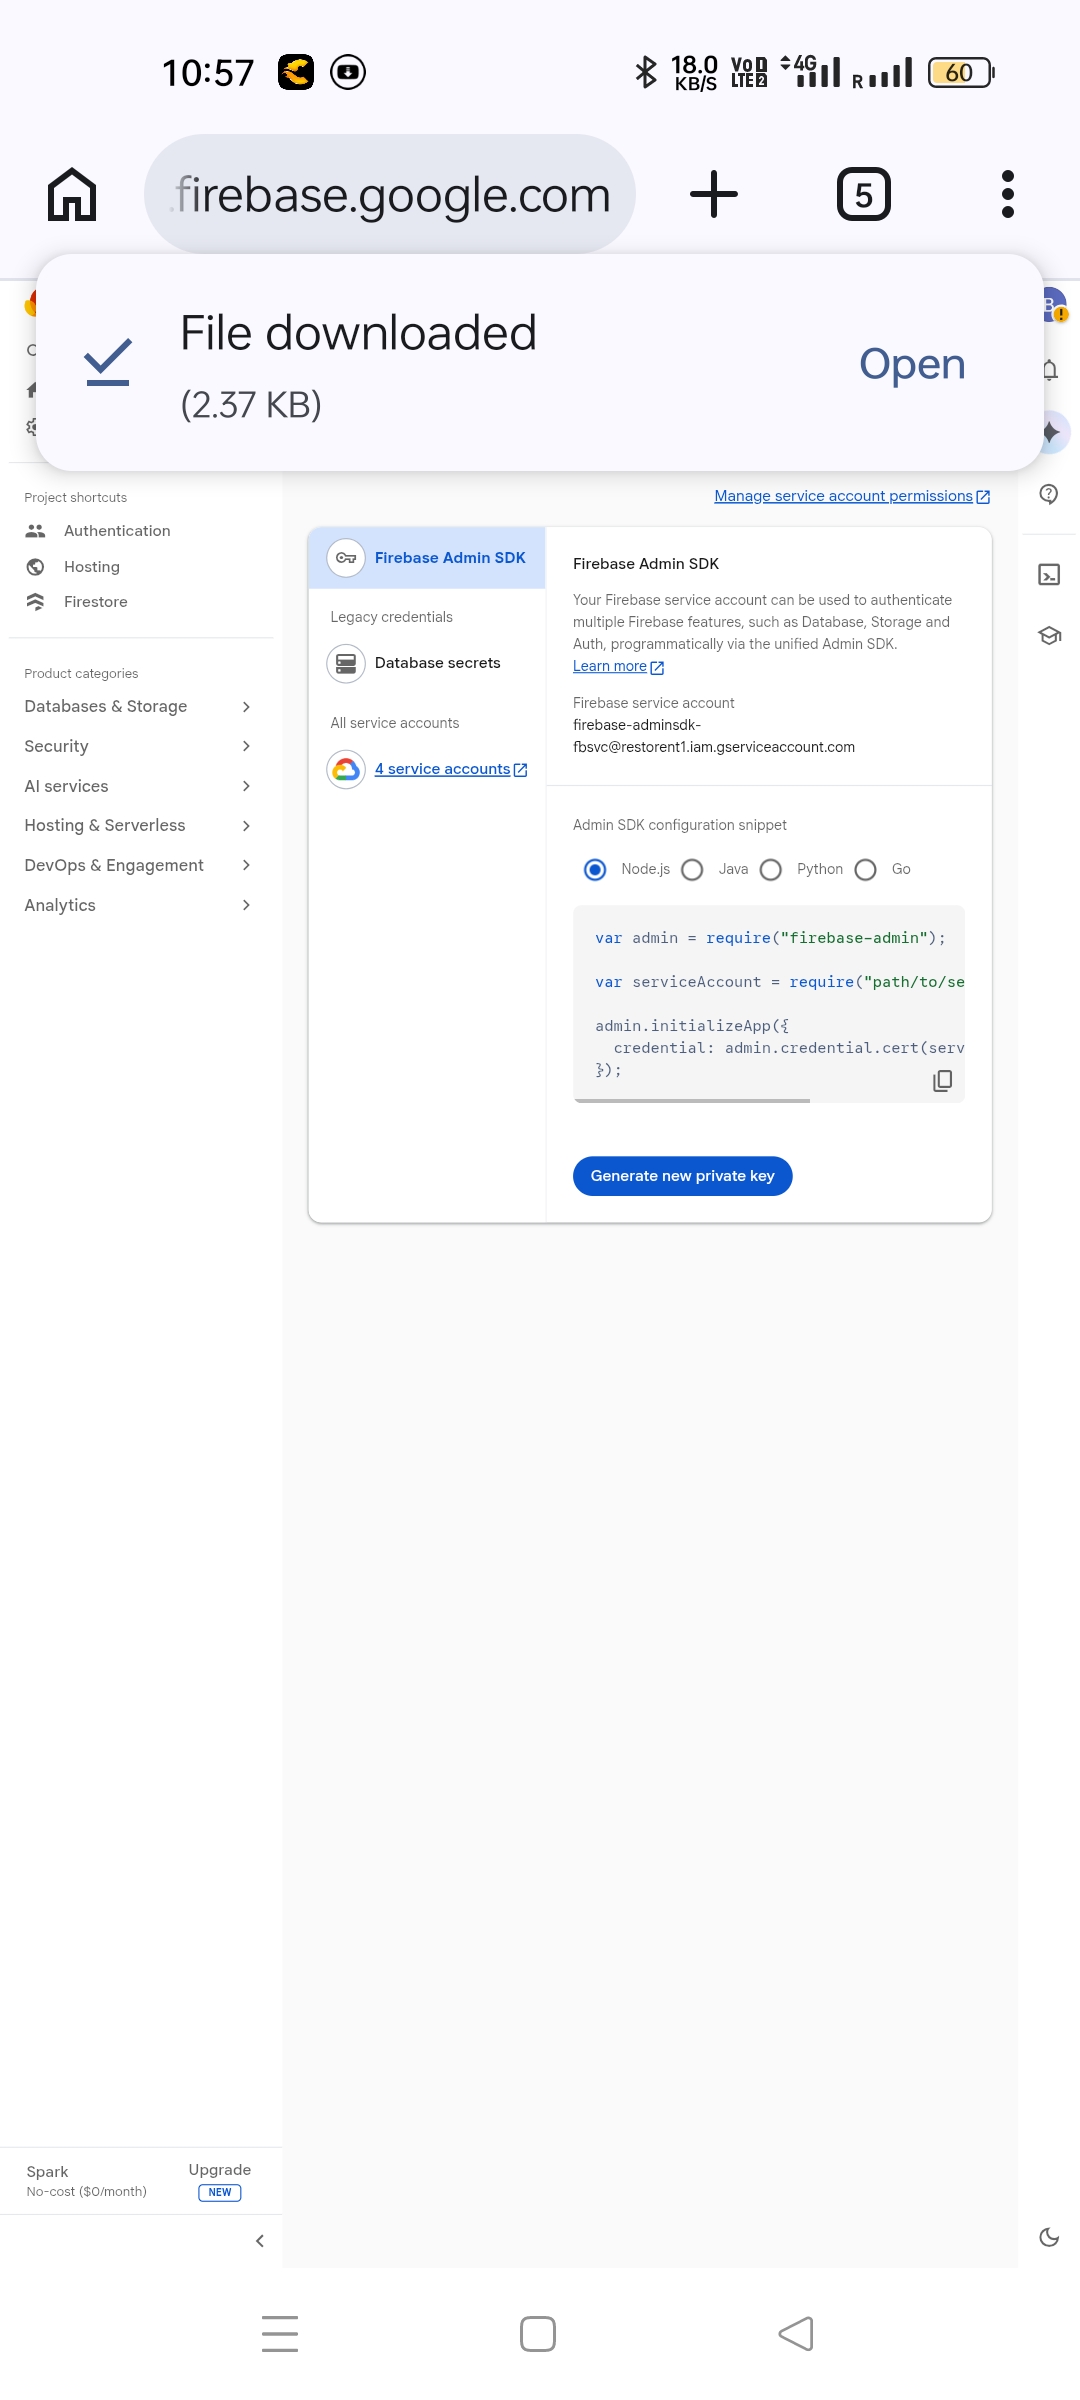 10:57
18.0
KB/S
Vo 1
LTE 2
4G
R
60
.firebase.google.com
5
File downloaded
(2.37 KB)
Open
B
Project shortcuts
Authentication
Hosting
Firestore
Product categories
Databases & Storage
Security
AI services
Hosting & Serverless
DevOps & Engagement
Analytics
Manage service account permissions
Firebase Admin SDK
Legacy credentials
Database secrets
All service accounts
4 service accounts
Firebase Admin SDK
Your Firebase service account can be used to authenticate
multiple Firebase features, such as Database, Storage and
Auth, programmatically via the unified Admin SDK.
Learn more
Firebase service account
firebase-adminsdk-
fbsvc@restorent1.iam.gserviceaccount.com
Admin SDK configuration snippet
Node.js Java Python Go
var admin = require("firebase-admin");
var serviceAccount = require("path/to/se
admin.initializeApp({
credential: admin.credential.cert(serv
});
Generate new private key
Spark
No-cost ($0/month)
Upgrade
NEW